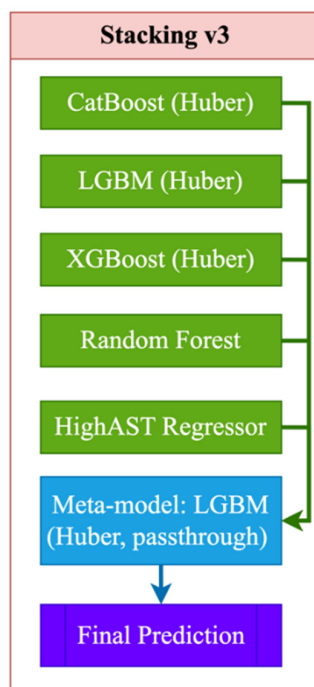 Stacking v3
CatBoost (Huber)
LGBM (Huber)
XGBoost (Huber)
Random Forest
HighAST Regressor
Meta-model: LGBM
(Huber, passthrough)
Final Prediction